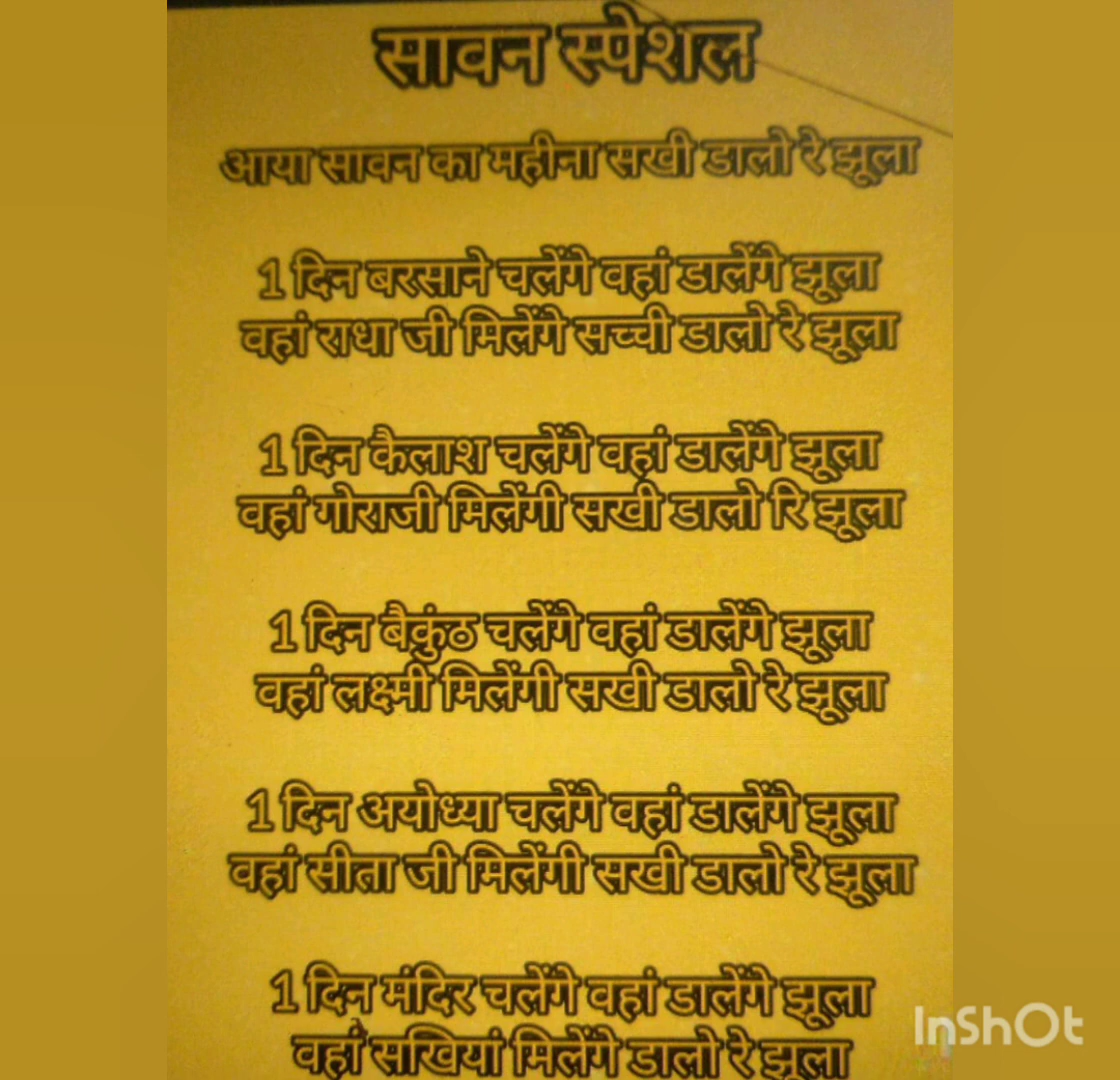 सावन स्पेशल
आया सावन का महीना सखी डालो रे झूला
1 दिन बरसाने चलेंगे वहां डालेंगे झूला
वहां राधा जी मिलेंगे सच्ची डालो रे झूला
1 दिन कैलाश चलेंगे वहां डालेंगे झूला
वहां गोराजी मिलेंगी सखी डालो रि झूला
1 दिन बैकुंठ चलेंगे वहां डालेंगे झूला
वहां लक्ष्मी मिलेंगी सखी डालो रे झूला
1 दिन अयोध्या चलेंगे वहां डालेंगे झूला
वहां सीता जी मिलेंगी सखी डालो रे झूला
1 दिन मंदिर चलेंगे वहां डालेंगे झूला
वहां सखियां मिलेंगे डालो रे झूला
InShOt